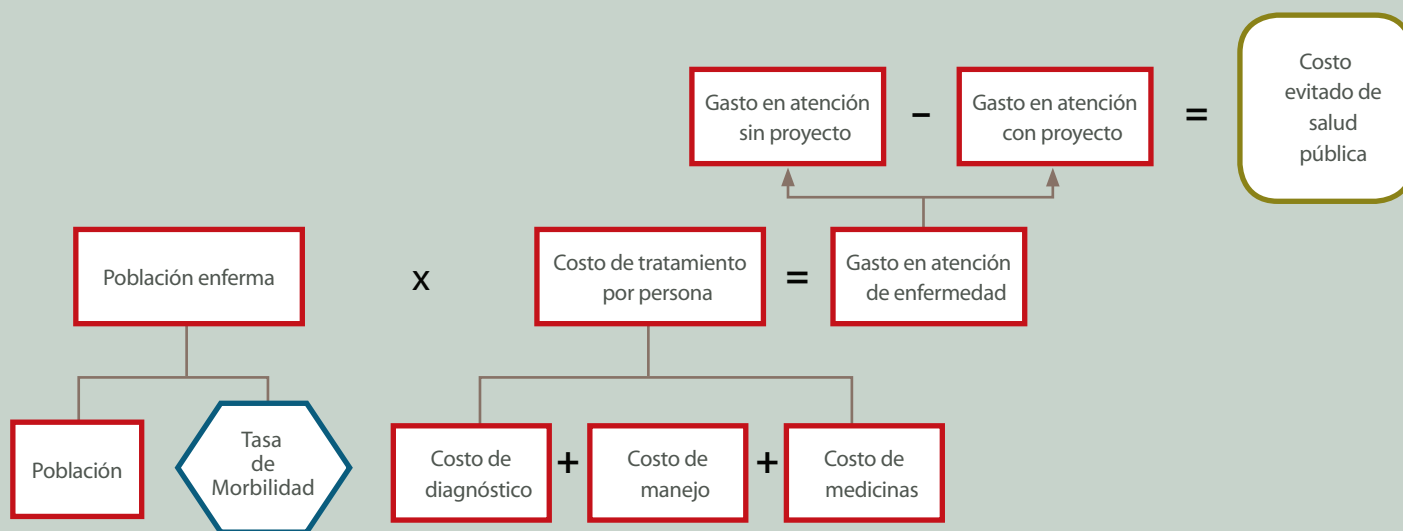 Gasto en atención
sin proyecto
–
Gasto en atención
con proyecto
=
Costo
evitado de
salud
pública
Población enferma
x
Costo de tratamiento
por persona
=
Gasto en atención
de enfermedad
Población
Tasa
de
Morbilidad
Costo de
diagnóstico
+
Costo de
manejo
+
Costo de
medicinas